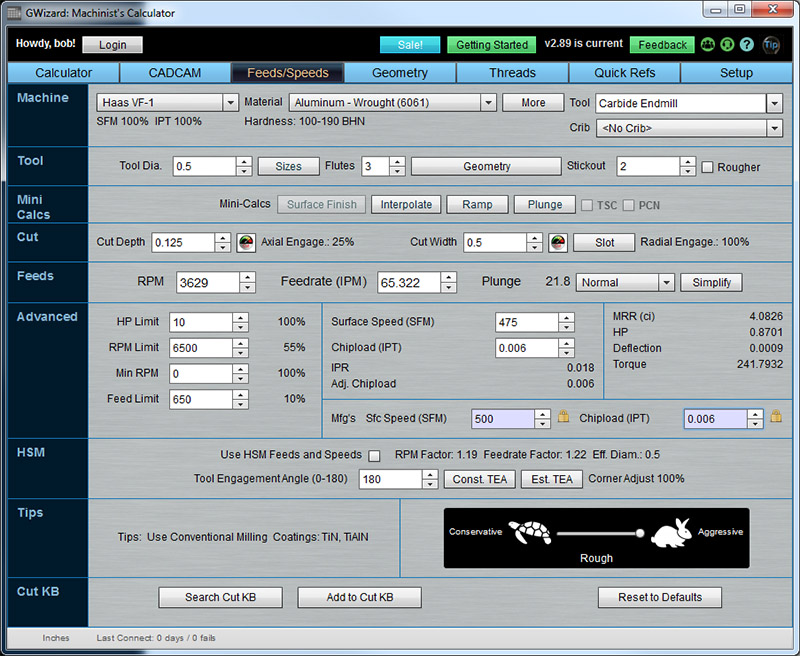 GWizard: Machinist's Calculator
Howdy, bob! Login Sale! Getting Started v2.89 is current Feedback ? Tip
Calculator CADCAM Feeds/Speeds Geometry Threads Quick Refs Setup
Machine Haas VF-1 Material Aluminum - Wrought (6061) More Tool Carbide Endmill
SFM 100% IPT 100% Hardness: 100-190 BHN Crib <No Crib>
Tool Tool Dia. 0.5 Sizes Flutes 3 Geometry Stickout 2 Rougher
Mini
Calcs Mini-Calcs Surface Finish Interpolate Ramp Plunge TSC PCN
Cut Cut Depth 0.125 Axial Engage.: 25% Cut Width 0.5 Slot Radial Engage.: 100%
Feeds RPM 3629 Feedrate (IPM) 65.322 Plunge 21.8 Normal Simplify
Advanced
HP Limit 10 100%
RPM Limit 6500 55%
Min RPM 0 100%
Feed Limit 650 10%
Surface Speed (SFM) 475
Chipload (IPT) 0.006
IPR 0.018
Adj. Chipload 0.006
MRR (ci) 4.0826
HP 0.8701
Deflection 0.0009
Torque 241.7932
Mfg's Sfc Speed (SFM) 500 Chipload (IPT) 0.006
HSM Use HSM Feeds and Speeds RPM Factor: 1.19 Feedrate Factor: 1.22 Eff. Diam.: 0.5
Tool Engagement Angle (0-180) 180 Const. TEA Est. TEA Corner Adjust 100%
Tips
Tips: Use Conventional Milling Coatings: TiN, TiAlN
Conservative Aggressive
Rough
Cut KB Search Cut KB Add to Cut KB Reset to Defaults
Inches Last Connect: 0 days / 0 fails